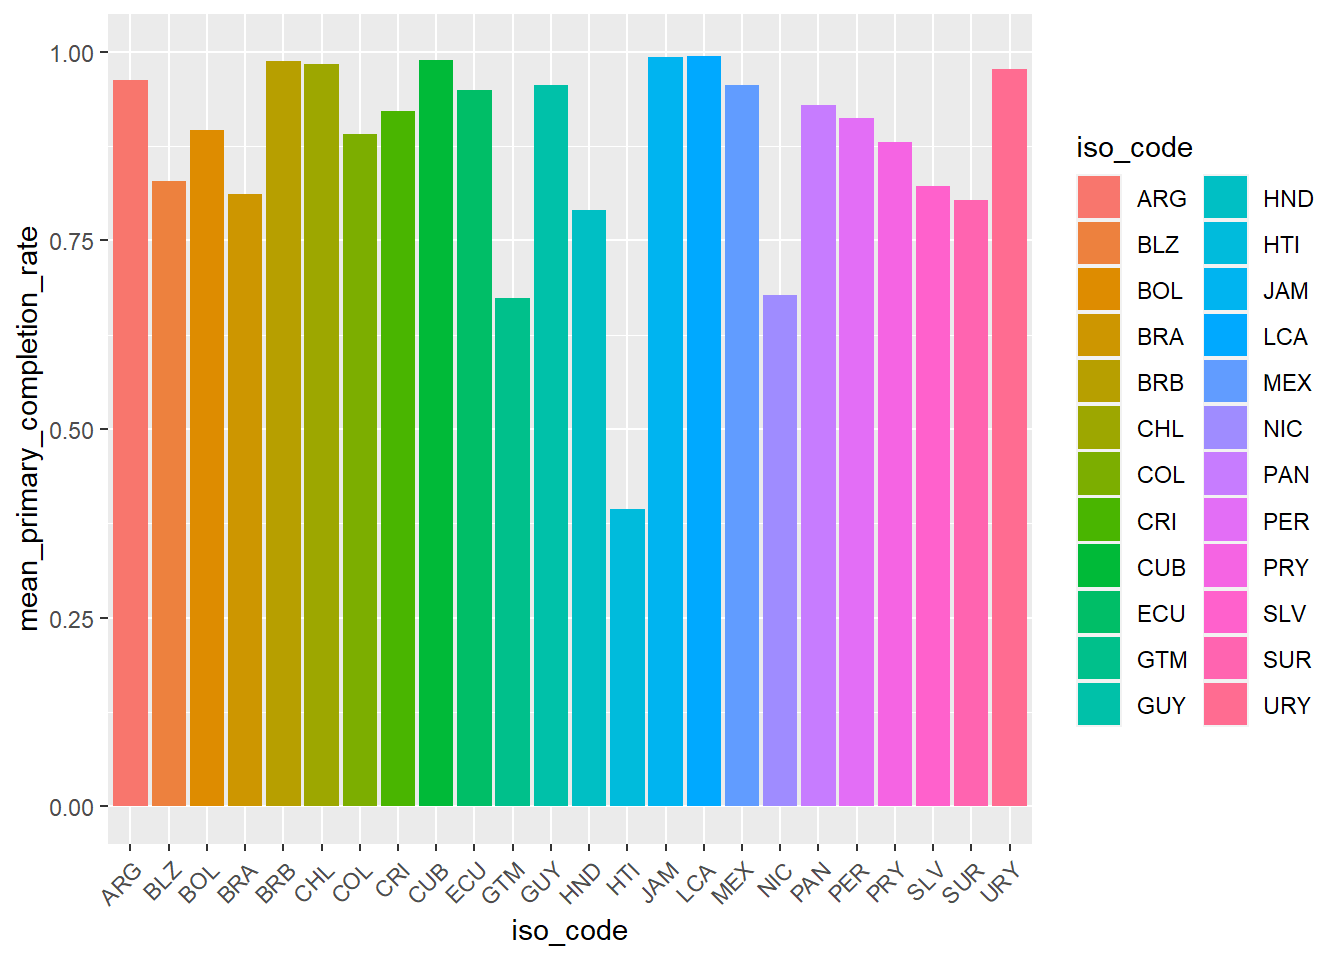 mean_primary_completion_rate
1.00
0.75
0.50
0.25
0.00
ARG
BLZ
BOL
BRA
BRB
CHL
COL
CRI
CUB
ECU
GTM
GUY
HND
HTI
JAM
LCA
MEX
NIC
PAN
PER
PRY
SLV
SUR
URY
iso_code
iso_code
ARG HND
BLZ HTI
BOL JAM
BRA LCA
BRB MEX
CHL NIC
COL PAN
CRI PER
CUB PRY
ECU SLV
GTM SUR
GUY URY